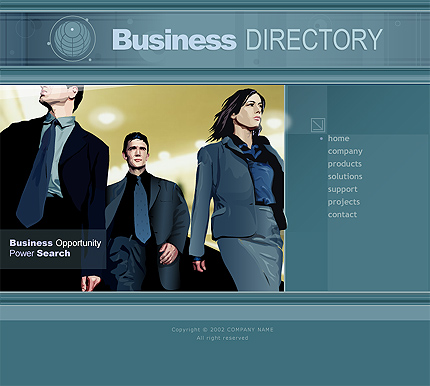 Business DIRECTORY
home
company
products
solutions
support
projects
contact
Business Opportunity
Power Search
Copyright © 2002 COMPANY NAME
All right reserved